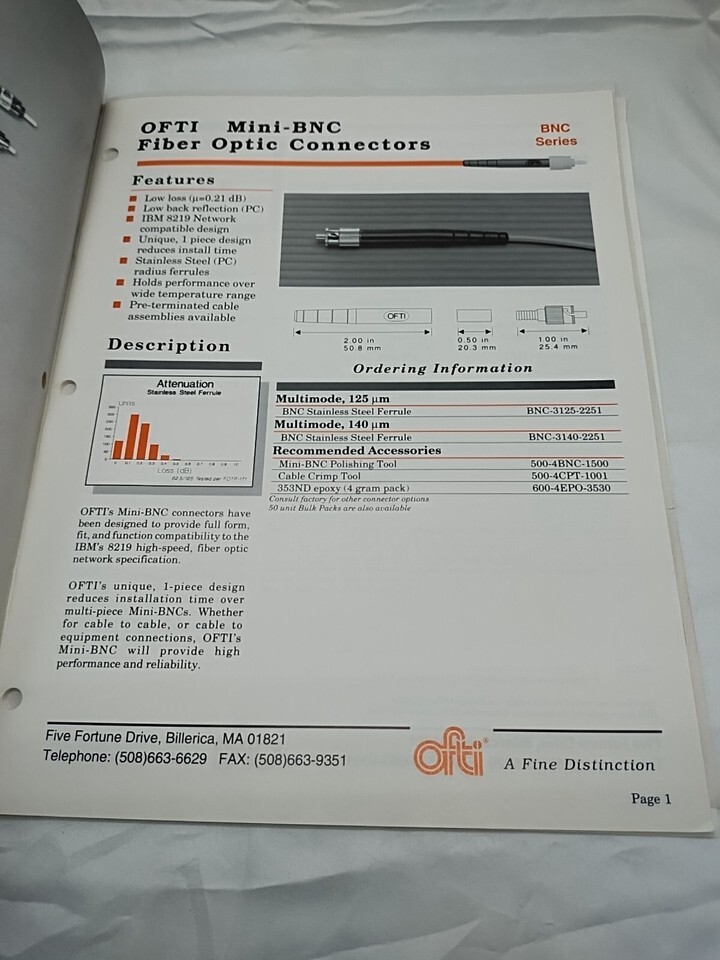 OFTI Mini-BNC
Fiber Optic Connectors
BNC
Series
Features
Low loss (µ=0.21 dB)
Low back reflection (PC)
IBM 8219 Network
compatible design
Unique, 1 piece design
reduces install time
Stainless Steel (PC)
radius ferrules
Holds performance over
wide temperature range
Pre-terminated cable
assemblies available
OFTI
2.00 in
50.8 mm
0.50 in
20.3 mm
1.00 in
25.4 mm
Description
Attenuation
Stainless Steel Ferrule
Units
Loss (dB)
OFTI's Mini-BNC connectors have
been designed to provide full form,
fit, and function compatibility to the
IBM's 8219 high-speed, fiber optic
network specification.
OFTI's unique, 1-piece design
reduces installation time over
multi-piece Mini-BNCs. Whether
for cable to cable, or cable to
equipment connections, OFTI's
Mini-BNC will provide high
performance and reliability.
Ordering Information
Multimode, 125 µm
BNC Stainless Steel Ferrule BNC-3125-2251
Multimode, 140 µm
BNC Stainless Steel Ferrule BNC-3140-2251
Recommended Accessories
Mini-BNC Polishing Tool 500-4BNC-1500
Cable Crimp Tool 500-4CPT-1001
353ND epoxy (4 gram pack) 600-4EPO-3530
Consult factory for other connector options
50 unit Bulk Packs are also available
Five Fortune Drive, Billerica, MA 01821
Telephone: (508)663-6629 FAX: (508)663-9351
ofti®
A Fine Distinction
Page 1